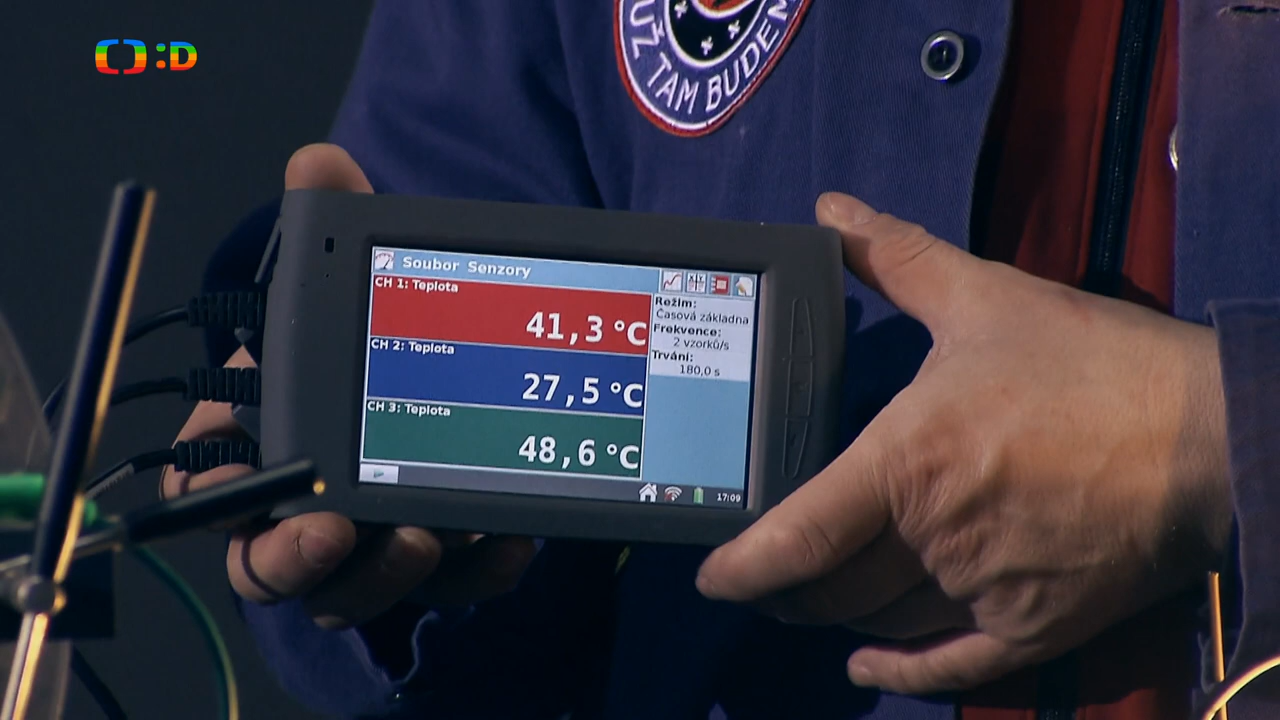 :D
UŽ TAM BUDEM
Soubor Senzory
CH 1: Teplota
41,3 °C
CH 2: Teplota
27,5 °C
CH 3: Teplota
48,6 °C
Režim:
Časová základna
Frekvence:
2 vzorků/s
Trvání:
180,0 s
17:09